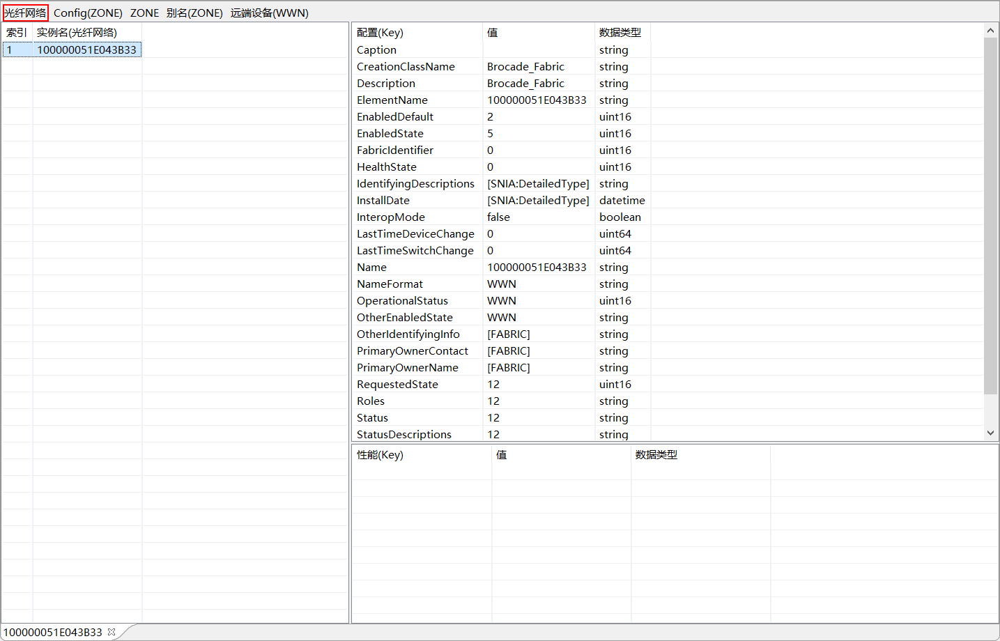 光纤网络 Config(ZONE) ZONE 别名(ZONE) 远端设备(WWN)
索引 实例名(光纤网络)
1 100000051E043B33
配置(Key) 值 数据类型
Caption string
CreationClassName Brocade_Fabric string
Description Brocade_Fabric string
ElementName 100000051E043B33 string
EnabledDefault 2 uint16
EnabledState 5 uint16
FabricIdentifier 0 uint16
HealthState 0 uint16
IdentifyingDescriptions [SNIA:DetailedType] string
InstallDate [SNIA:DetailedType] datetime
InteropMode false boolean
LastTimeDeviceChange 0 uint64
LastTimeSwitchChange 0 uint64
Name 100000051E043B33 string
NameFormat WWN string
OperationalStatus WWN uint16
OtherEnabledState WWN string
OtherIdentifyingInfo [FABRIC] string
PrimaryOwnerContact [FABRIC] string
PrimaryOwnerName [FABRIC] string
RequestedState 12 uint16
Roles 12 string
Status 12 string
StatusDescriptions 12 string
性能(Key) 值 数据类型
100000051E043B33